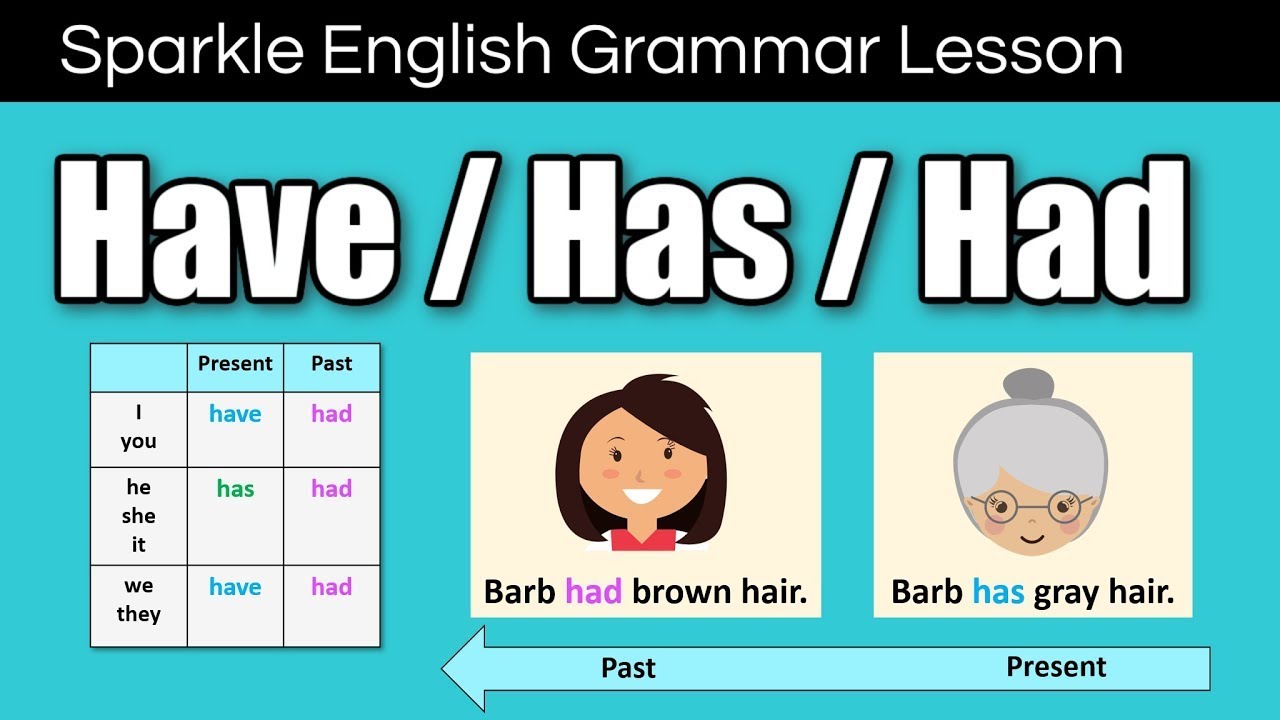 Sparkle English Grammar Lesson
Have / Has / Had
Present Past
I have had
you
he has had
she
it
we have had
they
Barb had brown hair.
Barb has gray hair.
Past
Present